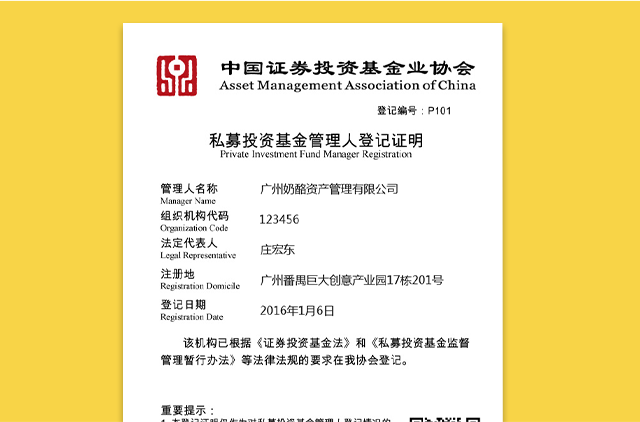 中国证券投资基金业协会
Asset Management Association of China
登记编号：P101
私募投资基金管理人登记证明
Private Investment Fund Manager Registration
管理人名称 广州奶酪资产管理有限公司
Manager Name
组织机构代码 123456
Organization Code
法定代表人 庄宏东
Legal Representative
注册地 广州番禺巨大创意产业园17栋201号
Registration Domicile
登记日期 2016年1月6日
Registration Date
该机构已根据《证券投资基金法》和《私募投资基金监督
管理暂行办法》等法律法规的要求在我协会登记。
重要提示：